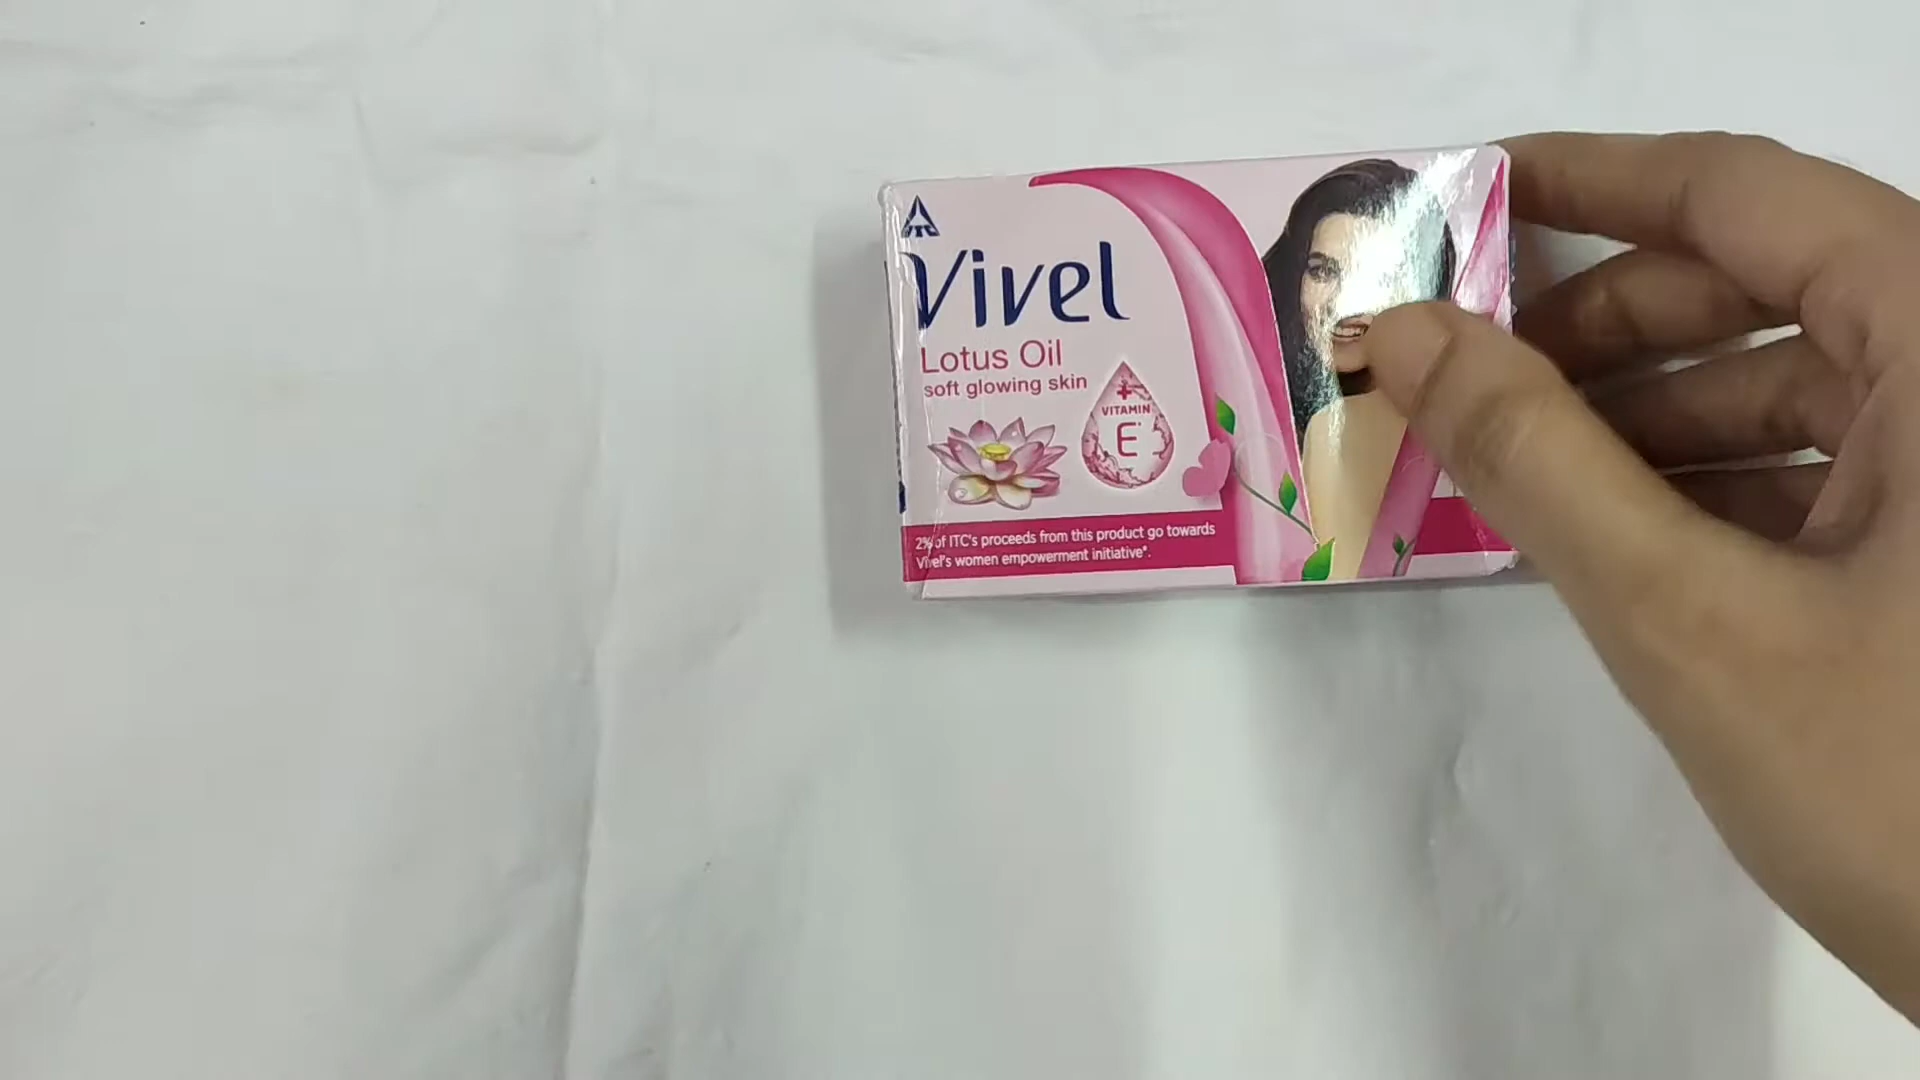 ITC
Vivel
Lotus Oil
soft glowing skin
+
VITAMIN
E*
2% of ITC's proceeds from this product go towards
Vivel's women empowerment initiative*.